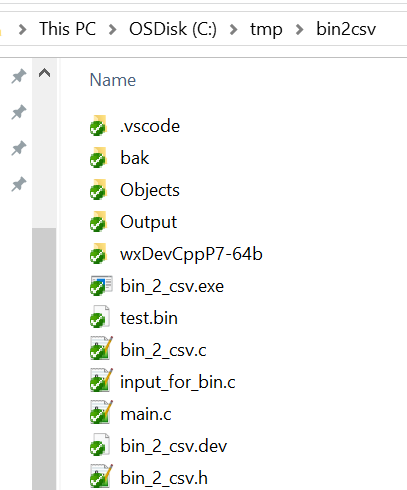 This PC > OSDisk (C:) > tmp > bin2csv
Name
.vscode
bak
Objects
Output
wxDevCppP7-64b
bin_2_csv.exe
test.bin
bin_2_csv.c
input_for_bin.c
main.c
bin_2_csv.dev
bin_2_csv.h